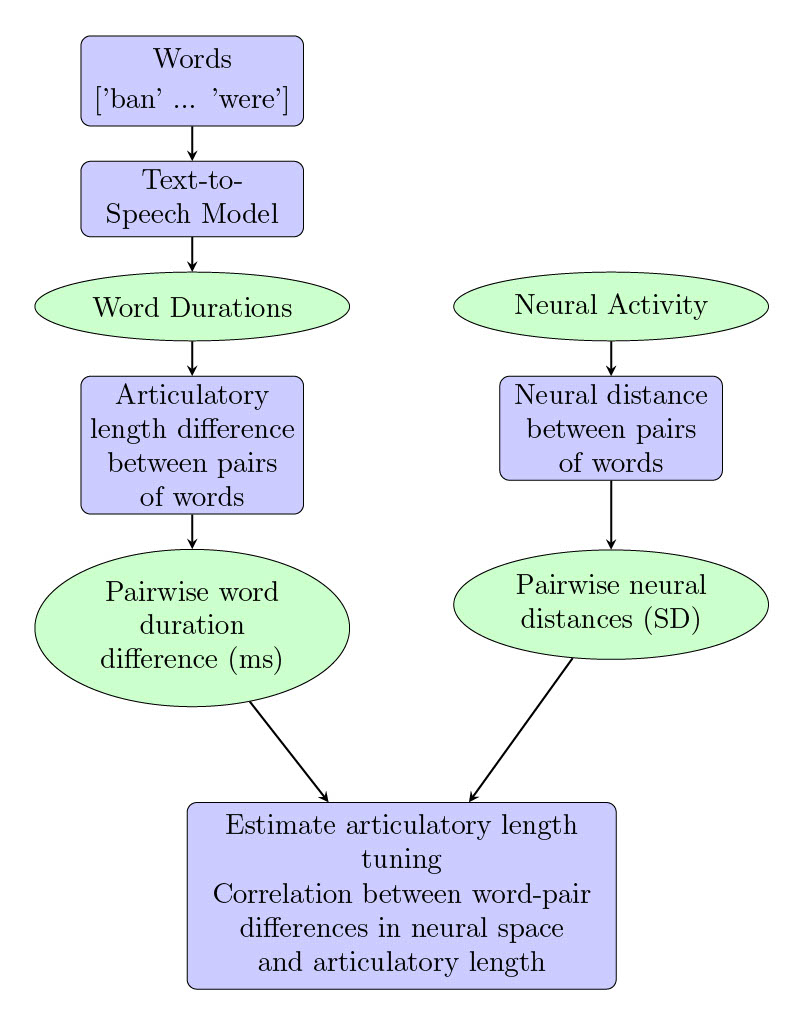 Words
['ban' ... 'were']
Text-to-
Speech Model
Word Durations
Neural Activity
Articulatory
length difference
between pairs
of words
Neural distance
between pairs
of words
Pairwise word
duration
difference (ms)
Pairwise neural
distances (SD)
Estimate articulatory length
tuning
Correlation between word-pair
differences in neural space
and articulatory length